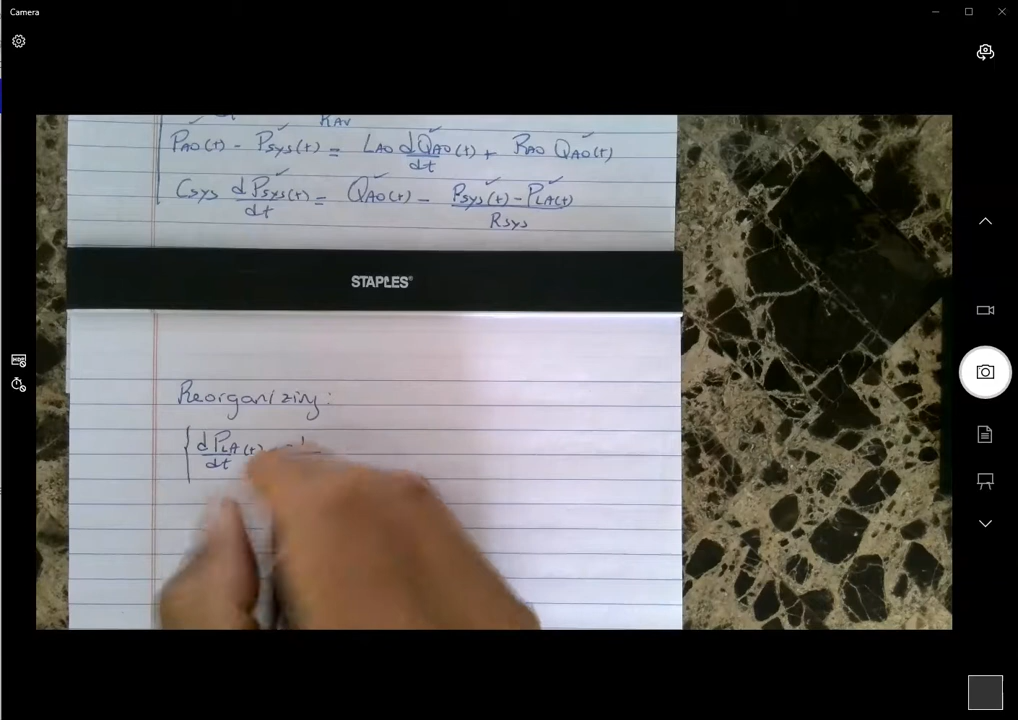 Camera
RAV
PAO(t) - Psys(t) = LAO dQAO(t)/dt + RAO QAO(t)
Csys dPsys(t)/dt = QAO(t) - Psys(t) - PLA(t)/Rsys
STAPLES®
Reorganizing:
{ dPLA(t)/dt